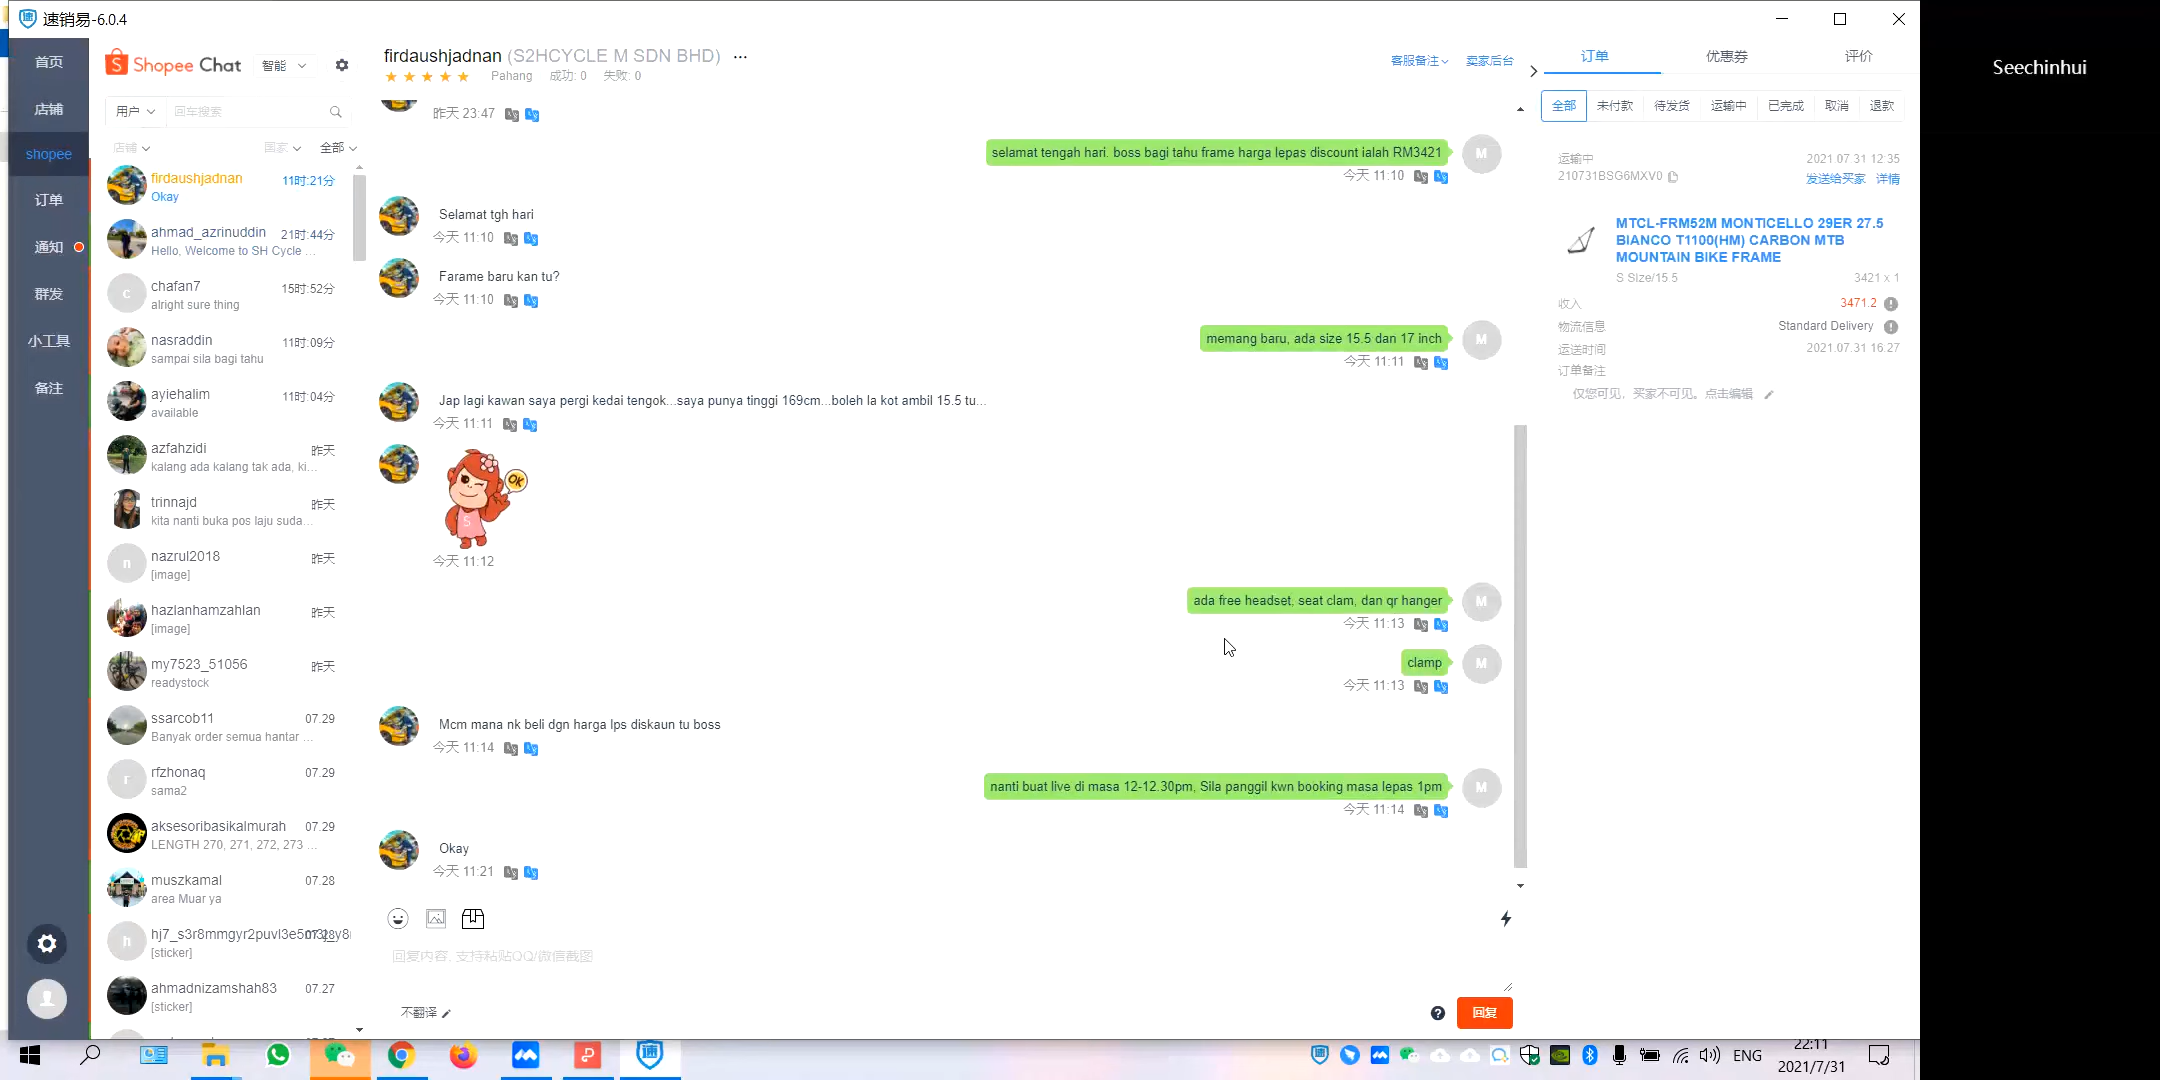 速销易-6.0.4
首页
店铺
shopee
订单
通知
群发
小工具
备注
Shopee Chat
智能
用户
回车搜索
店铺
国家
全部
firdaushjadnan
11时:21分
Okay
ahmad_azrinuddin
21时:44分
Hello, Welcome to SH Cycle ...
c
chafan7
15时:52分
alright sure thing
nasraddin
11时:09分
sampai sila bagi tahu
ayiehalim
11时:04分
available
azfahzidi
昨天
kalang ada kalang tak ada, ki...
trinnajd
昨天
kita nanti buka pos laju suda...
n
nazrul2018
昨天
[image]
hazlanhamzahlan
昨天
[image]
my7523_51056
昨天
readystock
ssarcob11
07.29
Banyak order semua hantar ...
r
rfzhonaq
07.29
sama2
aksesoribasikalmurah
07.29
LENGTH 270, 271, 272, 273 ...
muszkamal
07.28
area Muar ya
h
[sticker]
ahmadnizamshah83
07.27
[sticker]
firdaushjadnan (S2HCYCLE M SDN BHD) ...
Pahang 成功: 0 失败: 0
客服备注
卖家后台
昨天 23:47
selamat tengah hari. boss bagi tahu frame harga lepas discount ialah RM3421
M
今天 11:10
Selamat tgh hari
今天 11:10
Farame baru kan tu?
今天 11:10
memang baru, ada size 15.5 dan 17 inch
M
今天 11:11
Jap lagi kawan saya pergi kedai tengok...saya punya tinggi 169cm...boleh la kot ambil 15.5 tu...
今天 11:11
OK
S
今天 11:12
ada free headset, seat clam, dan qr hanger
M
今天 11:13
clamp
M
今天 11:13
Mcm mana nk beli dgn harga lps diskaun tu boss
今天 11:14
nanti buat live di masa 12-12.30pm, Sila panggil kwn booking masa lepas 1pm
M
今天 11:14
Okay
今天 11:21
回复内容, 支持粘贴QQ/微信截图
不翻译
回复
订单
优惠券
评价
全部
未付款
待发货
运输中
已完成
取消
退款
运输中
2021 07 31 12:35
210731BSG6MXV0
发送给买家 详情
MTCL-FRM52M MONTICELLO 29ER 27.5
BIANCO T1100(HM) CARBON MTB
MOUNTAIN BIKE FRAME
S Size/15 5
3421 x 1
收入
3471.2
物流信息
Standard Delivery
运送时间
2021.07.31 16:27
订单备注
仅您可见, 买家不可见。点击编辑
Seechinhui
速
ENG
22:11
2021/7/31